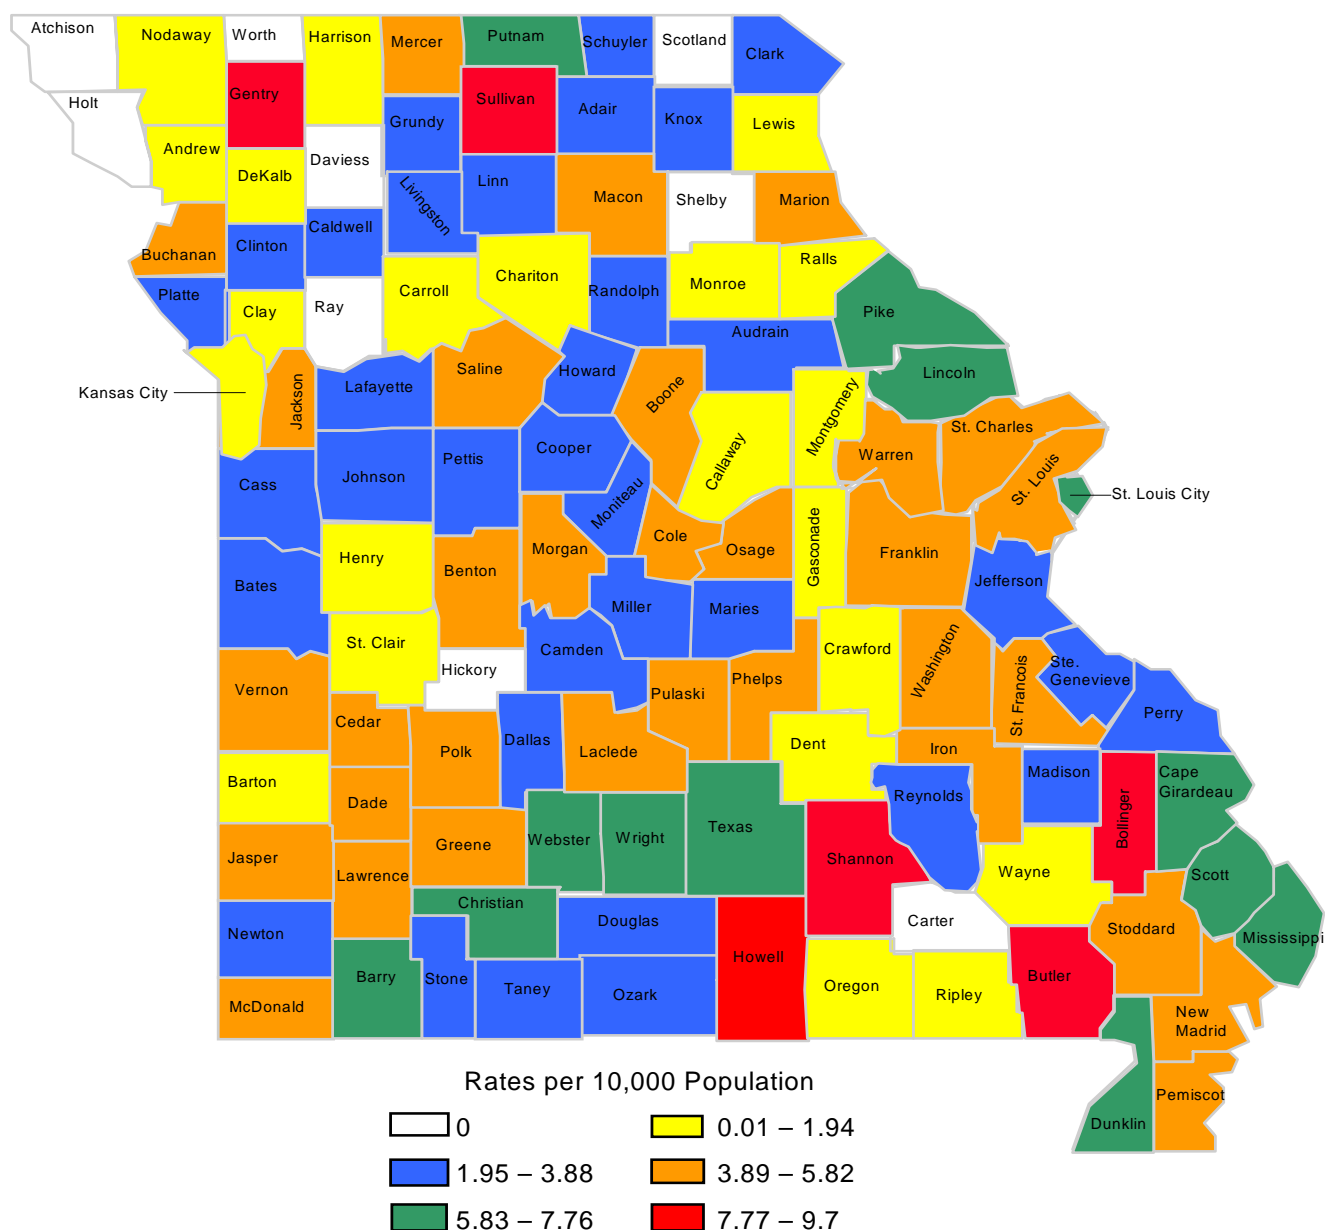 Atchison
Nodaway
Worth
Harrison
Mercer
Putnam
Schuyler
Scotland
Clark
Holt
Gentry
Sullivan
Adair
Knox
Lewis
Grundy
Andrew
DeKalb
Daviess
Livingston
Linn
Macon
Shelby
Marion
Buchanan
Clinton
Caldwell
Carroll
Chariton
Randolph
Monroe
Ralls
Platte
Clay
Ray
Pike
Audrain
Kansas City
Jackson
Lafayette
Saline
Howard
Boone
Callaway
Montgomery
Lincoln
Warren
St. Charles
St. Louis
St. Louis City
Cass
Johnson
Pettis
Cooper
Moniteau
Cole
Osage
Gasconade
Franklin
Jefferson
Bates
Henry
Benton
Morgan
Miller
Maries
St. Clair
Hickory
Camden
Pulaski
Phelps
Crawford
Washington
St. Francois
Ste.
Genevieve
Perry
Vernon
Cedar
Polk
Dallas
Laclede
Dent
Iron
Madison
Bollinger
Cape
Girardeau
Barton
Dade
Greene
Webster
Wright
Texas
Shannon
Reynolds
Wayne
Scott
Jasper
Lawrence
Christian
Douglas
Howell
Carter
Stoddard
Mississippi
Newton
Barry
Stone
Taney
Ozark
Oregon
Ripley
Butler
McDonald
New
Madrid
Pemiscot
Dunklin
Rates per 10,000 Population
0
0.01 – 1.94
1.95 – 3.88
3.89 – 5.82
5.83 – 7.76
7.77 – 9.7